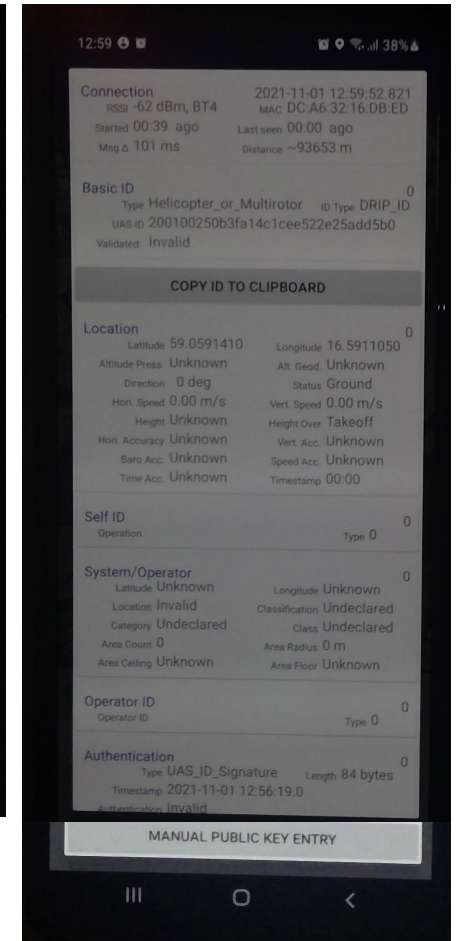 12:59 38%
Connection 2021-11-01 12:59:52.821
RSSI -62 dBm, BT4 MAC DC:A6:32:16:DB:ED
Started 00:39 ago Last seen 00:00 ago
Msg Δ 101 ms Distance ~93653 m
Basic ID 0
Type Helicopter_or_Multirotor ID Type DRIP_ID
UAS ID 200100250b3fa14c1cee522e25add5b0
Validated: Invalid
COPY ID TO CLIPBOARD
Location 0
Latitude 59.0591410 Longitude 16.5911050
Altitude Press. Unknown Alt. Geod. Unknown
Direction 0 deg Status Ground
Hori. Speed 0.00 m/s Vert. Speed 0.00 m/s
Height Unknown Height Over Takeoff
Hori. Accuracy Unknown Vert. Acc. Unknown
Baro Acc. Unknown Speed Acc. Unknown
Time Acc. Unknown Timestamp 00:00
Self ID 0
Operation Type 0
System/Operator 0
Latitude Unknown Longitude Unknown
Location Invalid Classification Undeclared
Category Undeclared Class Undeclared
Area Count 0 Area Radius 0 m
Area Ceiling Unknown Area Floor Unknown
Operator ID 0
Operator ID Type 0
Authentication 0
Type UAS_ID_Signature Length 84 bytes
Timestamp 2021-11-01 12:56:19.0
Authentication Invalid
MANUAL PUBLIC KEY ENTRY